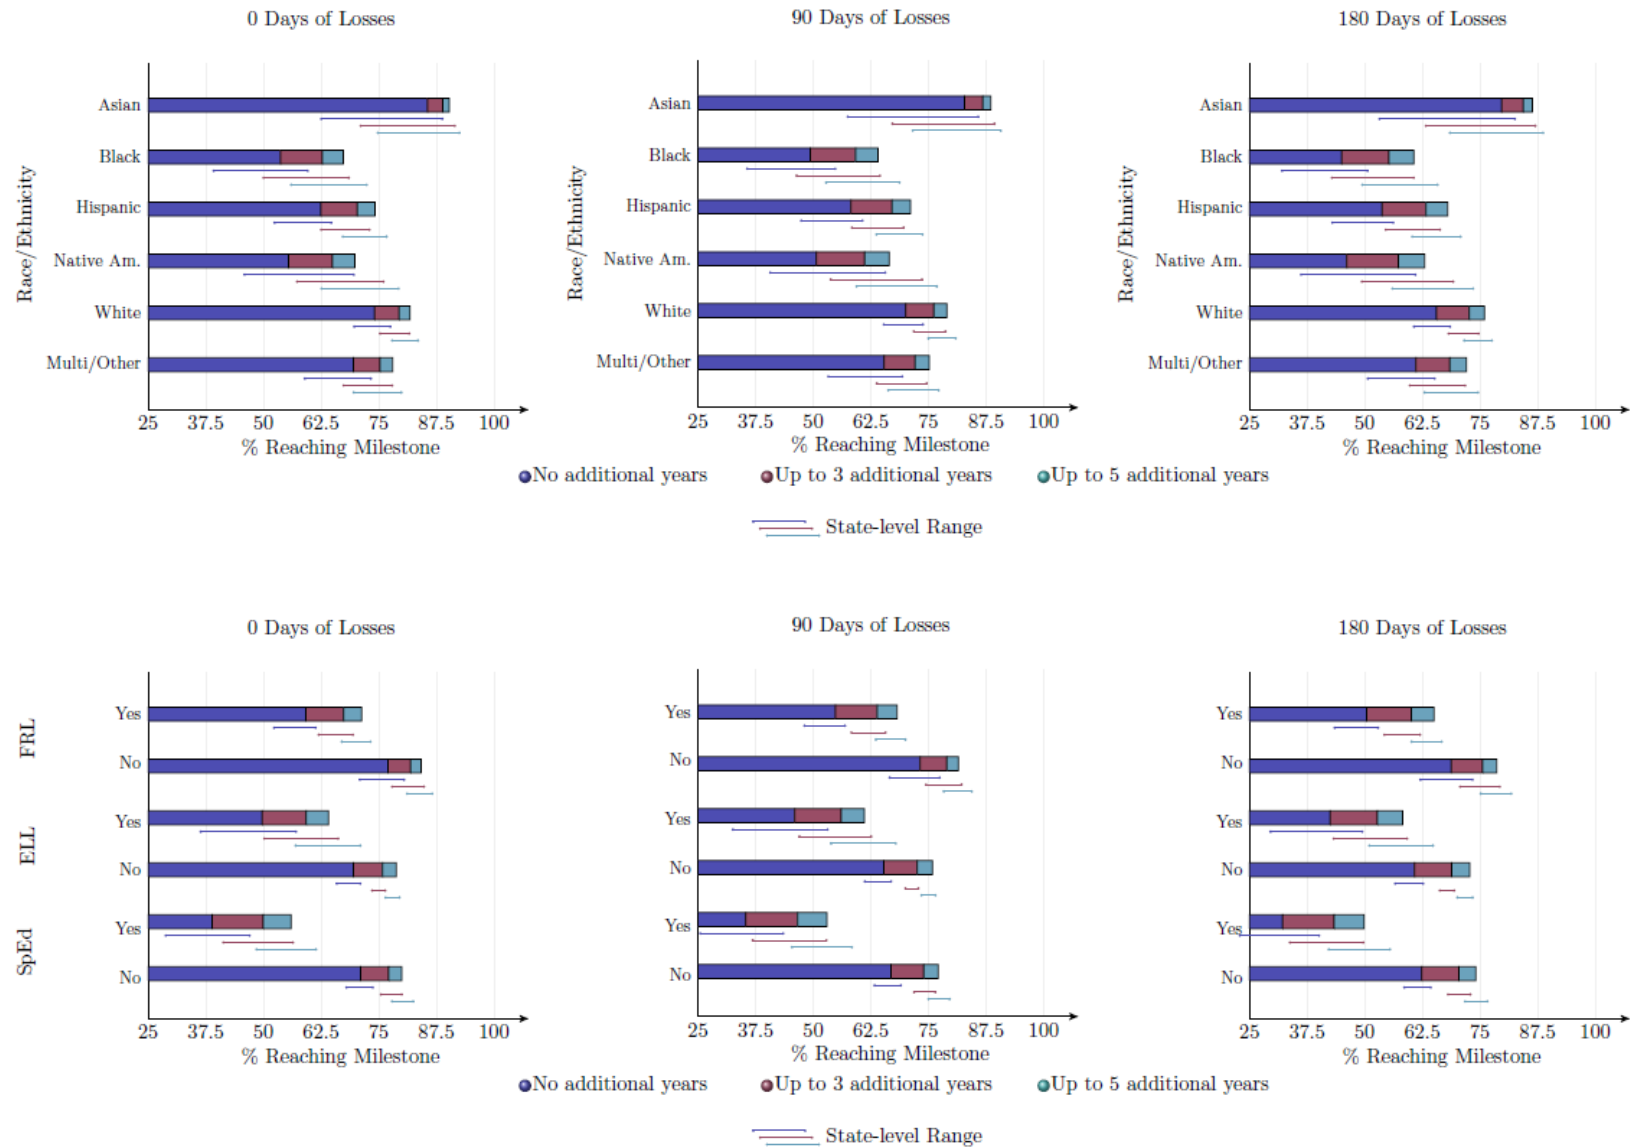 0 Days of Losses
90 Days of Losses
180 Days of Losses
Race/Ethnicity
Asian
Black
Hispanic
Native Am.
White
Multi/Other
25 37.5 50 62.5 75 87.5 100
% Reaching Milestone
Race/Ethnicity
Asian
Black
Hispanic
Native Am.
White
Multi/Other
25 37.5 50 62.5 75 87.5 100
% Reaching Milestone
Race/Ethnicity
Asian
Black
Hispanic
Native Am.
White
Multi/Other
25 37.5 50 62.5 75 87.5 100
% Reaching Milestone
No additional years Up to 3 additional years Up to 5 additional years
State-level Range
0 Days of Losses
90 Days of Losses
180 Days of Losses
FRL
ELL
SpEd
Yes
No
Yes
No
Yes
No
25 37.5 50 62.5 75 87.5 100
% Reaching Milestone
Yes
No
Yes
No
Yes
No
25 37.5 50 62.5 75 87.5 100
% Reaching Milestone
Yes
No
Yes
No
Yes
No
25 37.5 50 62.5 75 87.5 100
% Reaching Milestone
No additional years Up to 3 additional years Up to 5 additional years
State-level Range